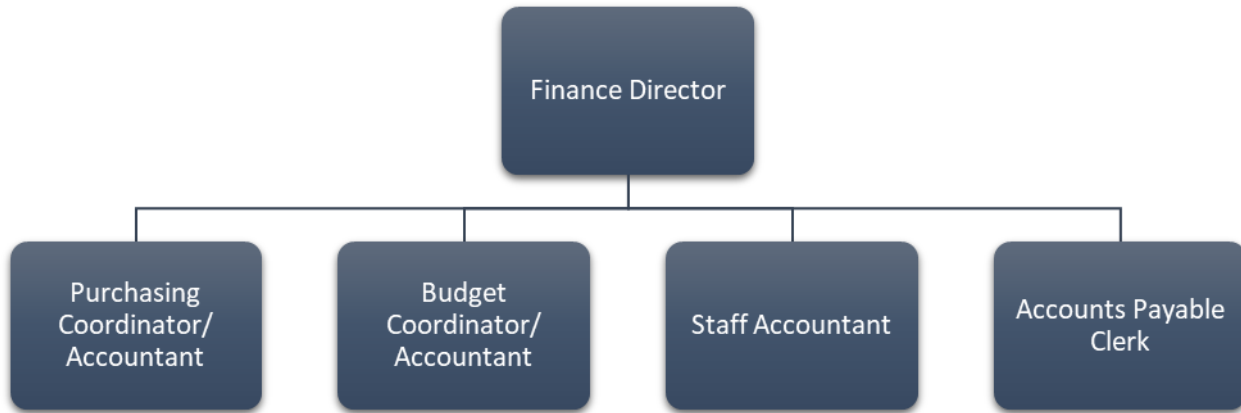 Finance Director
Purchasing
Coordinator/
Accountant
Budget
Coordinator/
Accountant
Staff Accountant
Accounts Payable
Clerk